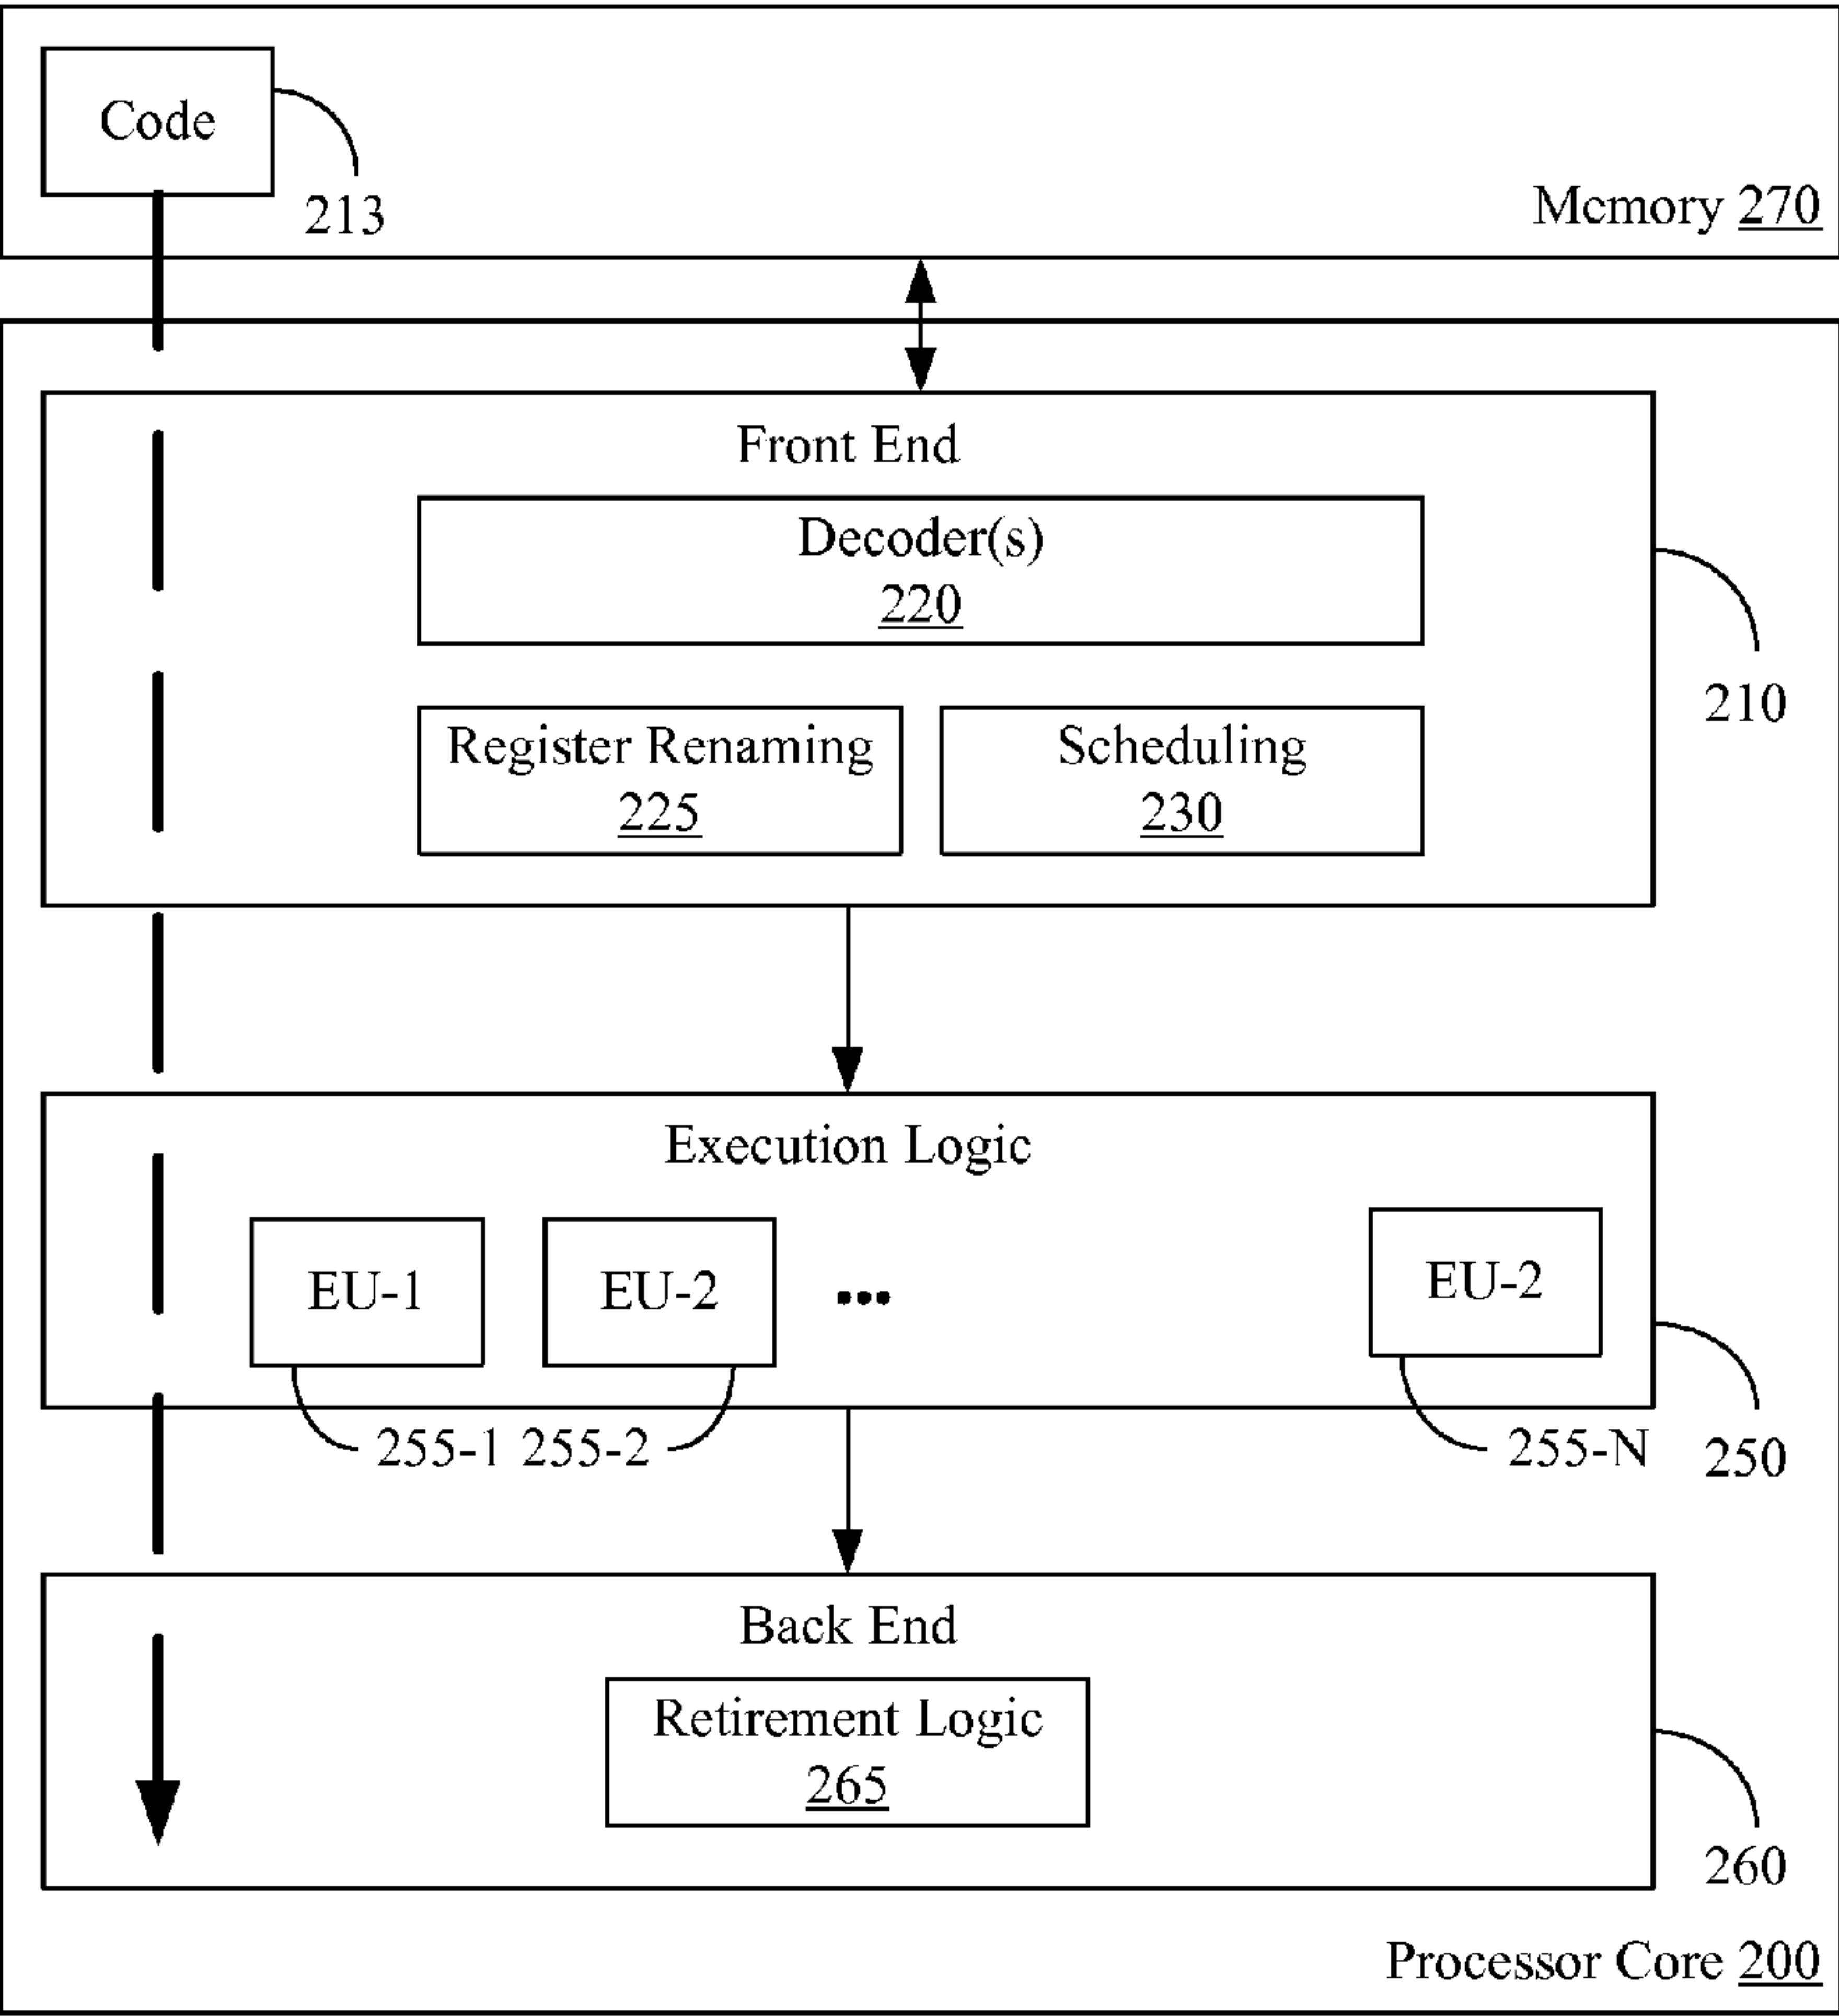 Code
213
Memory 270
Front End
Decoder(s)
220
210
Register Renaming
225
Scheduling
230
Execution Logic
EU-1
EU-2
...
EU-2
255-1
255-2
255-N
250
Back End
Retirement Logic
265
260
Processor Core 200